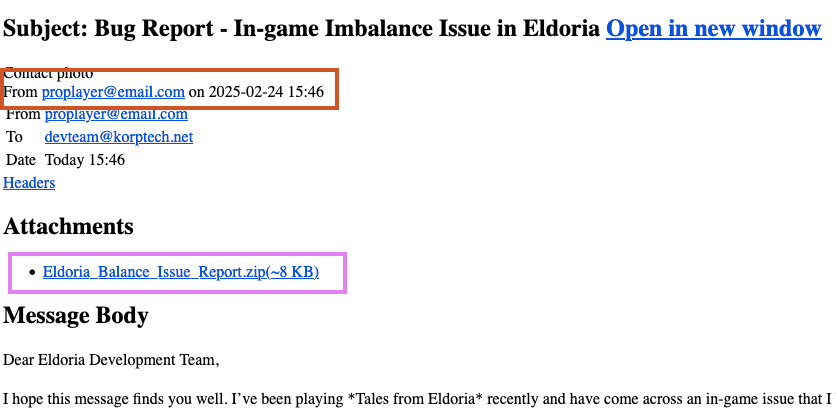 Subject: Bug Report - In-game Imbalance Issue in Eldoria Open in new window
Contact photo
From proplayer@email.com on 2025-02-24 15:46
From proplayer@email.com
To devteam@korptech.net
Date Today 15:46
Headers
Attachments
• Eldoria_Balance_Issue_Report.zip(~8 KB)
Message Body
Dear Eldoria Development Team,
I hope this message finds you well. I’ve been playing *Tales from Eldoria* recently and have come across an in-game issue that I